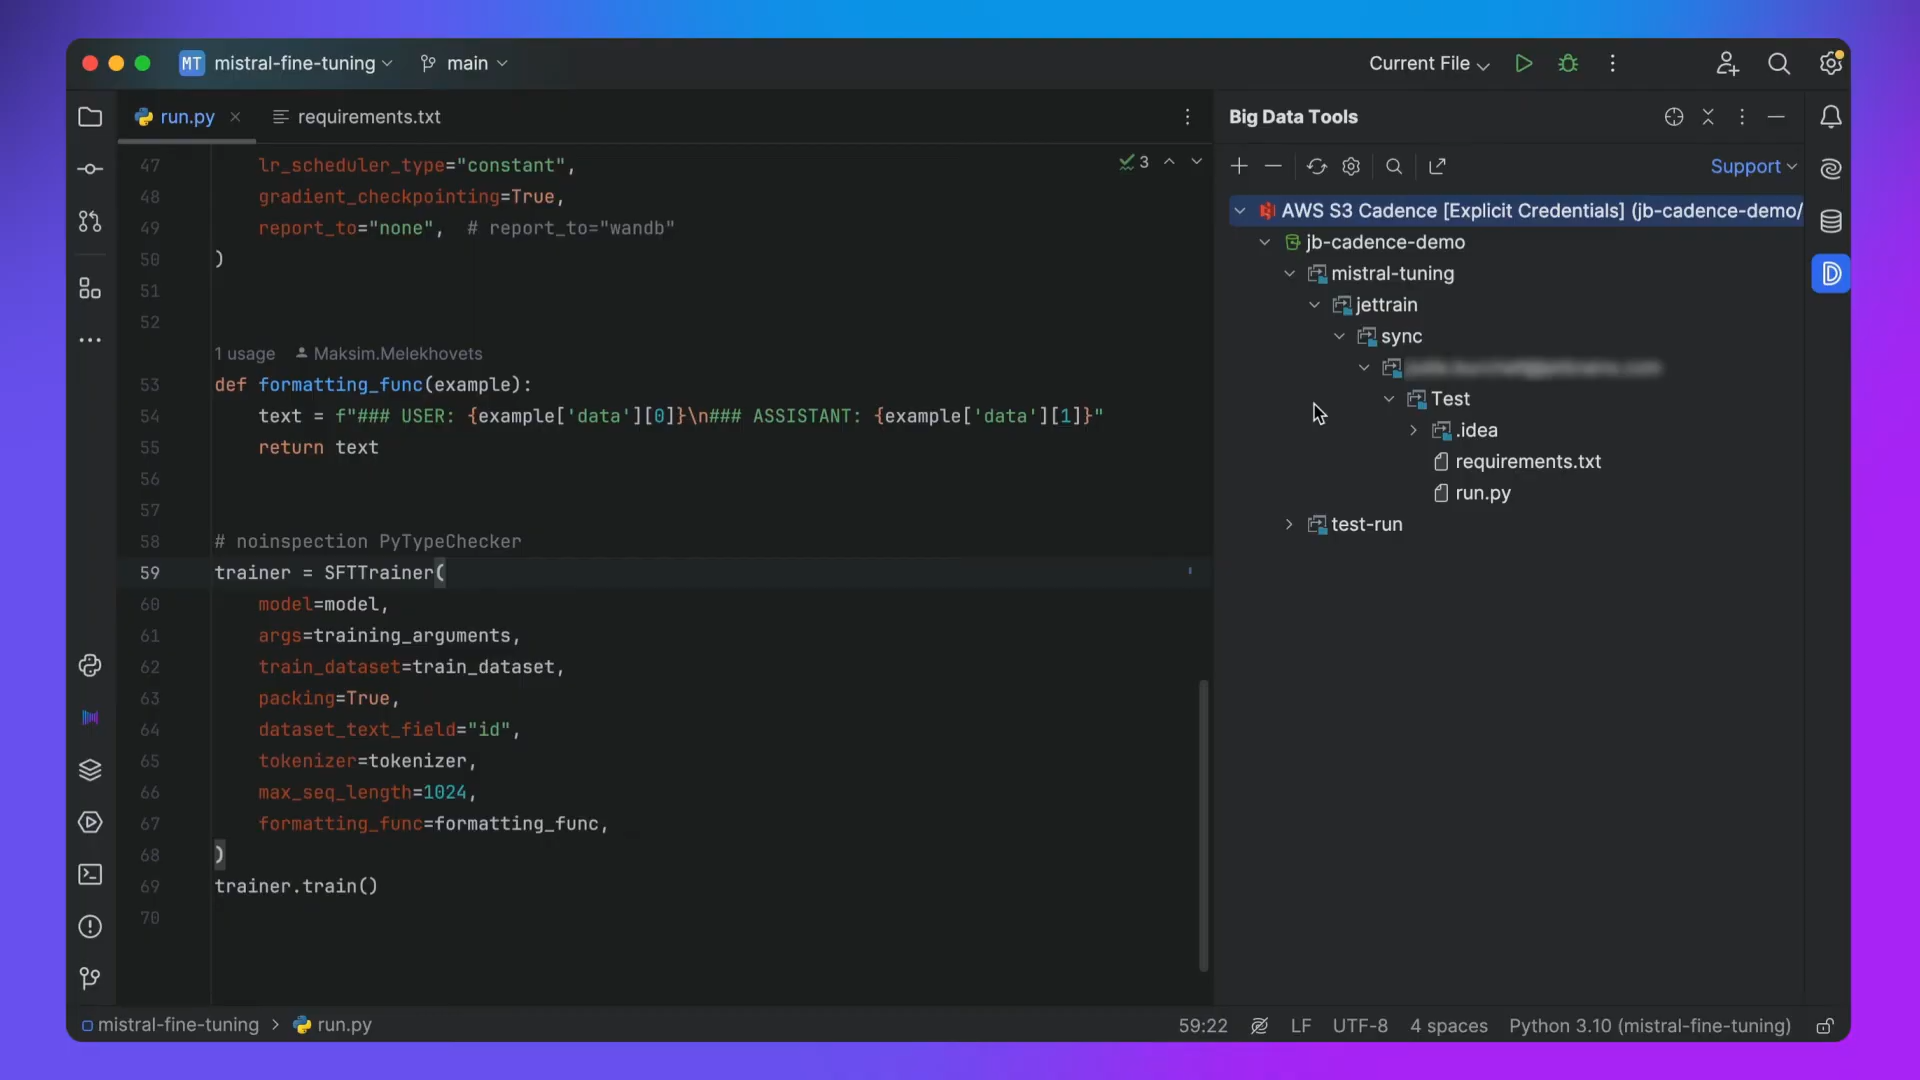 MT mistral-fine-tuning main Current File
run.py requirements.txt
47 lr_scheduler_type="constant",
48 gradient_checkpointing=True,
49 report_to="none", # report_to="wandb"
50 )
51
52
1 usage Maksim.Melekhovets
53 def formatting_func(example):
54 text = f"### USER: {example['data'][0]}\n### ASSISTANT: {example['data'][1]}"
55 return text
56
57
58 # noinspection PyTypeChecker
59 trainer = SFTTrainer(
60 model=model,
61 args=training_arguments,
62 train_dataset=train_dataset,
63 packing=True,
64 dataset_text_field="id",
65 tokenizer=tokenizer,
66 max_seq_length=1024,
67 formatting_func=formatting_func,
68 )
69 trainer.train()
70
3
Big Data Tools
Support
AWS S3 Cadence [Explicit Credentials] (jb-cadence-demo/
jb-cadence-demo
mistral-tuning
jettrain
sync
Test
.idea
requirements.txt
run.py
test-run
D
mistral-fine-tuning > run.py 59:22 LF UTF-8 4 spaces Python 3.10 (mistral-fine-tuning)